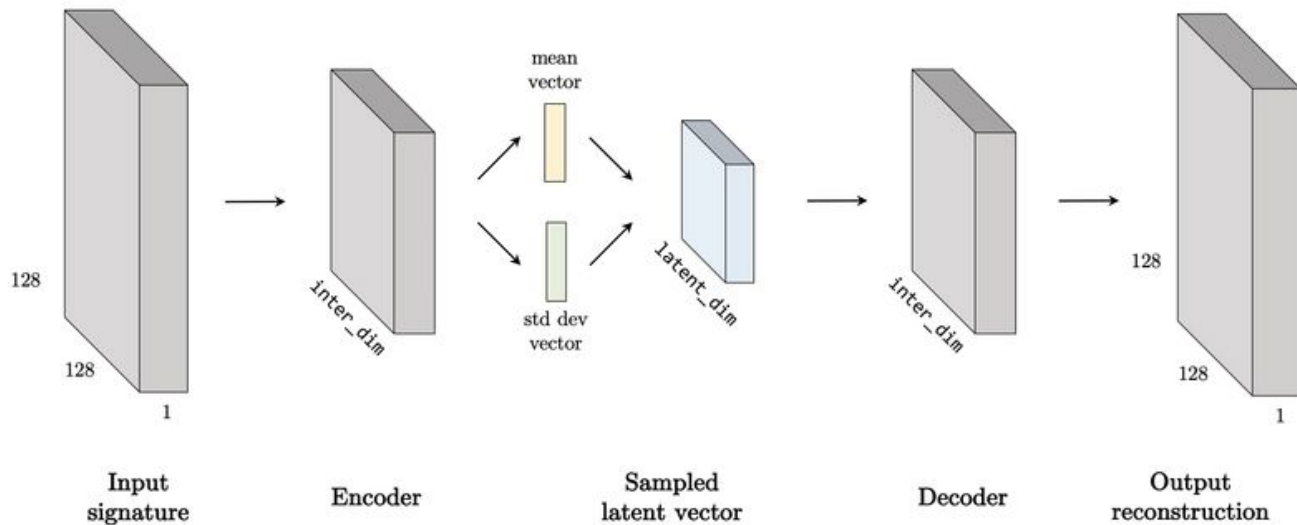 mean
vector
128
128
1
inter_dim
std dev
vector
latent_dim
inter_dim
128
128
1
Input
signature
Encoder
Sampled
latent vector
Decoder
Output
reconstruction